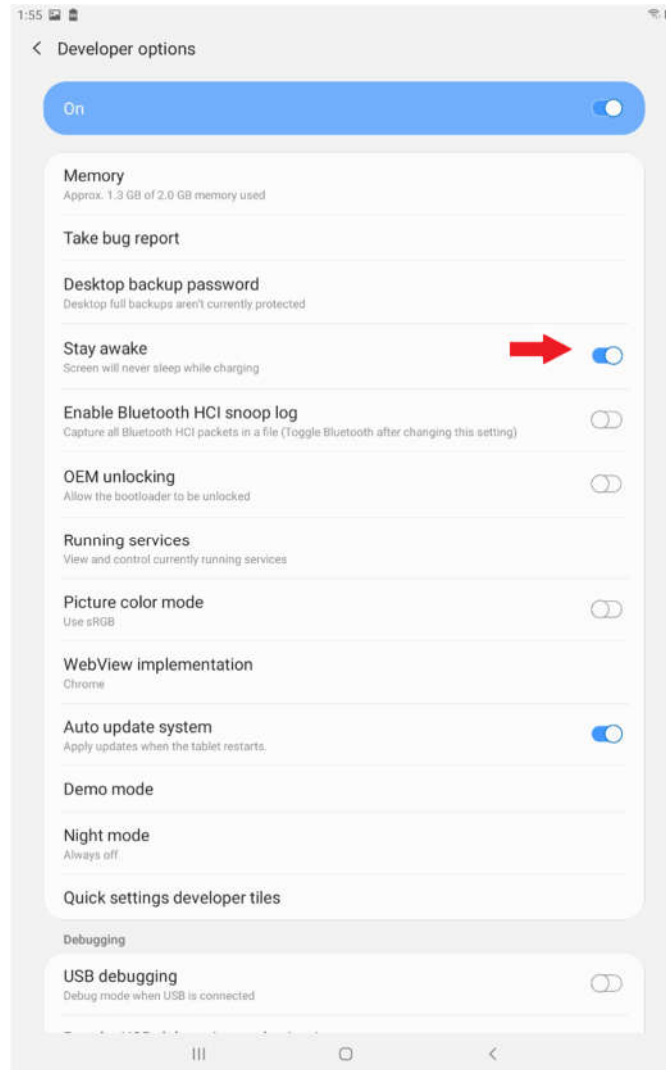 1:55
Developer options
On
Memory
Approx. 1.3 GB of 2.0 GB memory used
Take bug report
Desktop backup password
Desktop full backups aren't currently protected
Stay awake
Screen will never sleep while charging
Enable Bluetooth HCI snoop log
Capture all Bluetooth HCI packets in a file (Toggle Bluetooth after changing this setting)
OEM unlocking
Allow the bootloader to be unlocked
Running services
View and control currently running services
Picture color mode
Use sRGB
WebView implementation
Chrome
Auto update system
Apply updates when the tablet restarts.
Demo mode
Night mode
Always off
Quick settings developer tiles
Debugging
USB debugging
Debug mode when USB is connected